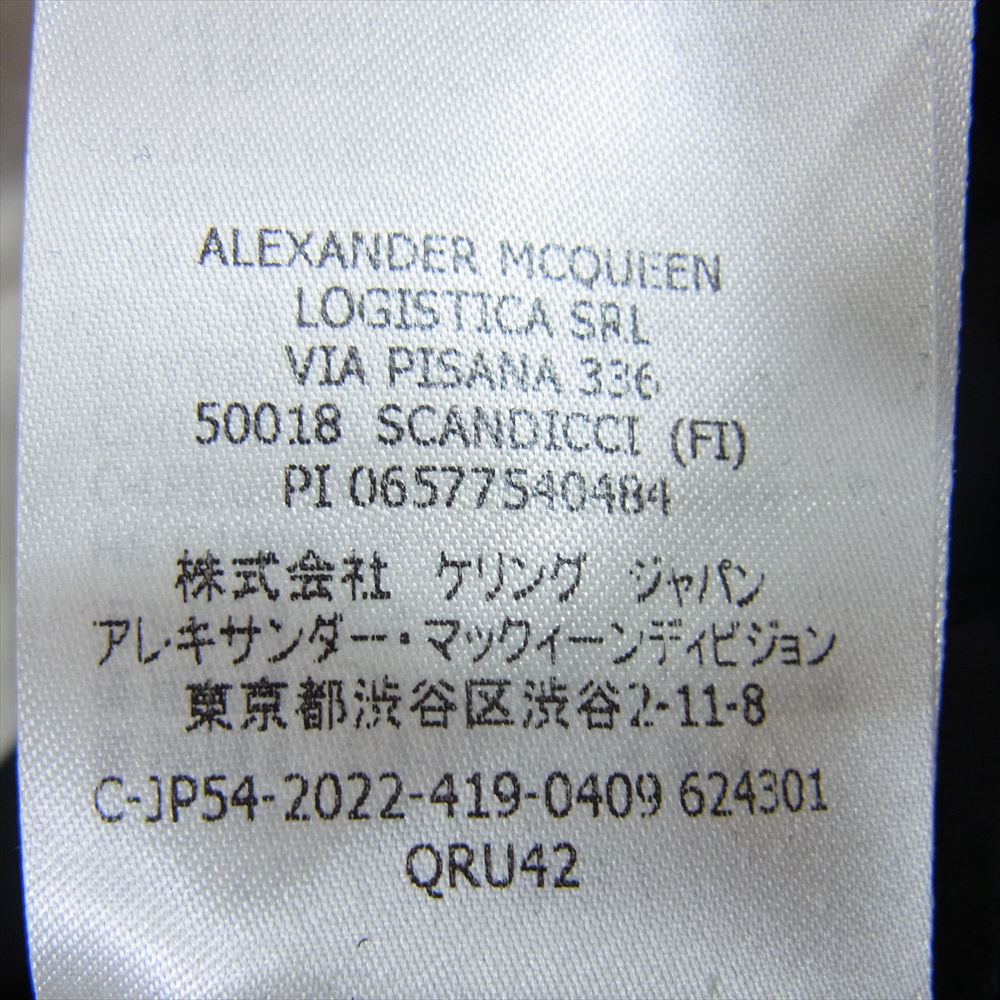 ALEXANDER MCQUEEN
LOGISTICA SRL
VIA PISANA 336
50018 SCANDICCI (FI)
PI 06577540484
株式会社 ケリング ジャパン
アレキサンダー・マックィーンディビジョン
東京都渋谷区渋谷2-11-8
C-JP54-2022-419-0409 624301
QRU42